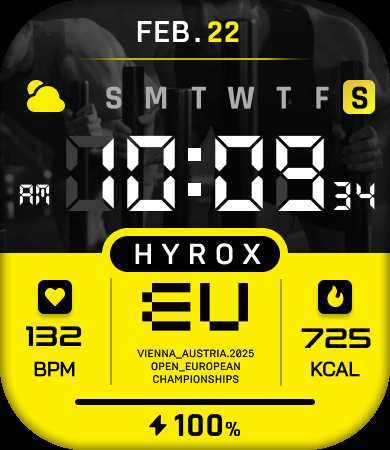 FEB.22
S M T W T F S
AM 10:09 34
HYROX
EU
VIENNA_AUSTRIA.2025
OPEN_EUROPEAN
CHAMPIONSHIPS
132
BPM
725
KCAL
100%